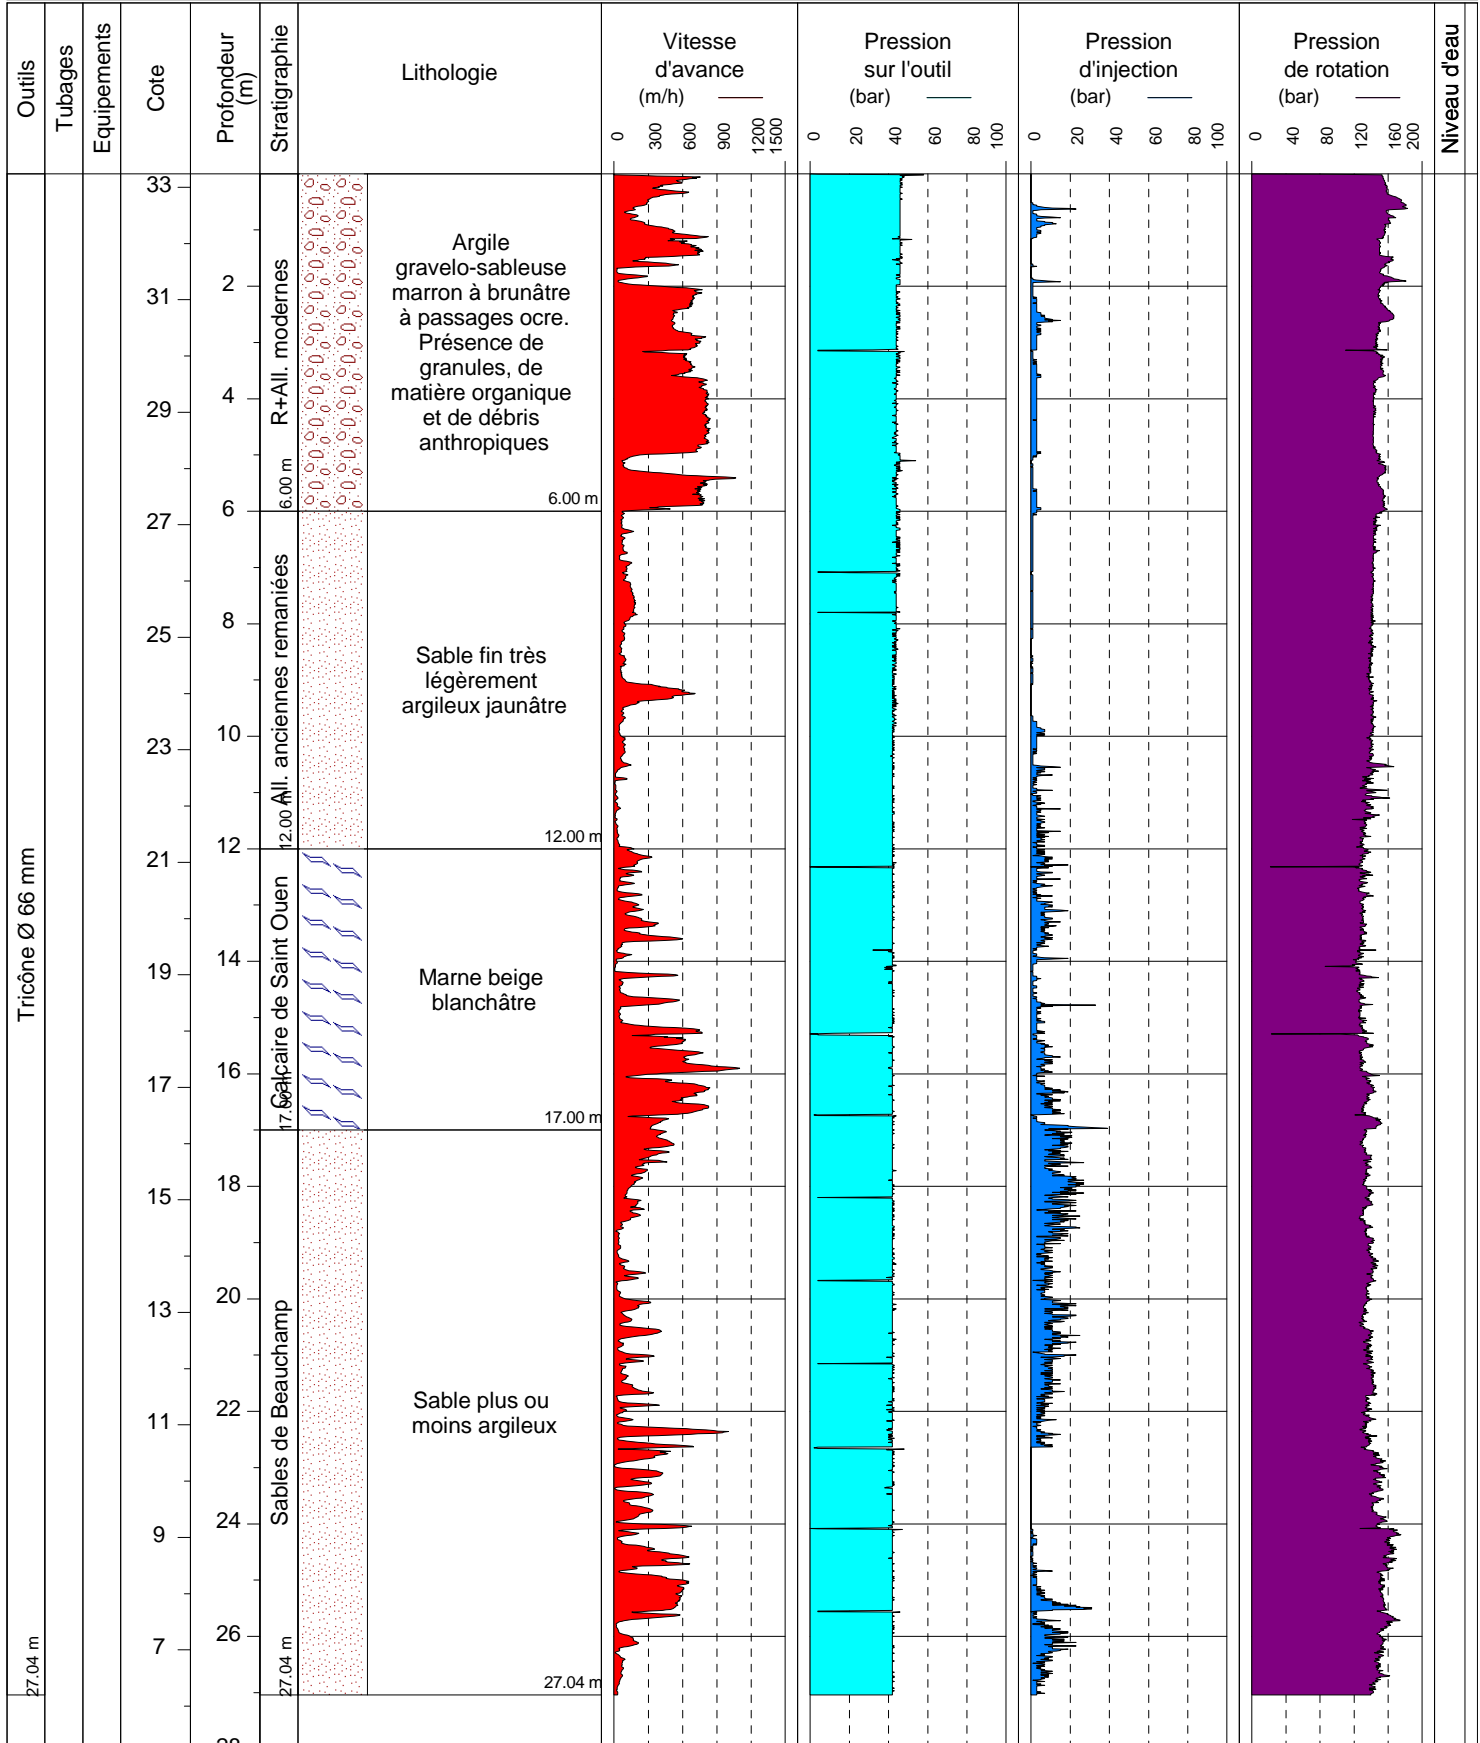 Outils
Tubages
Equipements
Cote
Profondeur
(m)
Stratigraphie
Lithologie
Vitesse
d'avance
(m/h)
0
300
600
900
1200
1500
Pression
sur l'outil
(bar)
0
20
40
60
80
100
Pression
d'injection
(bar)
0
20
40
60
80
100
Pression
de rotation
(bar)
0
40
80
120
160
200
Niveau d'eau
Tricône Ø 66 mm
27.04 m
33
31
29
27
25
23
21
19
17
15
13
11
9
7
2
4
6
8
10
12
14
16
18
20
22
24
26
28
R+All. modernes
6.00 m
All. anciennes remaniées
12.00 m
Calcaire de Saint Ouen
17.00 m
Sables de Beauchamp
27.04 m
Argile
gravelo-sableuse
marron à brunâtre
à passages ocre.
Présence de
granules, de
matière organique
et de débris
anthropiques
6.00 m
Sable fin très
légèrement
argileux jaunâtre
12.00 m
Marne beige
blanchâtre
17.00 m
Sable plus ou
moins argileux
27.04 m